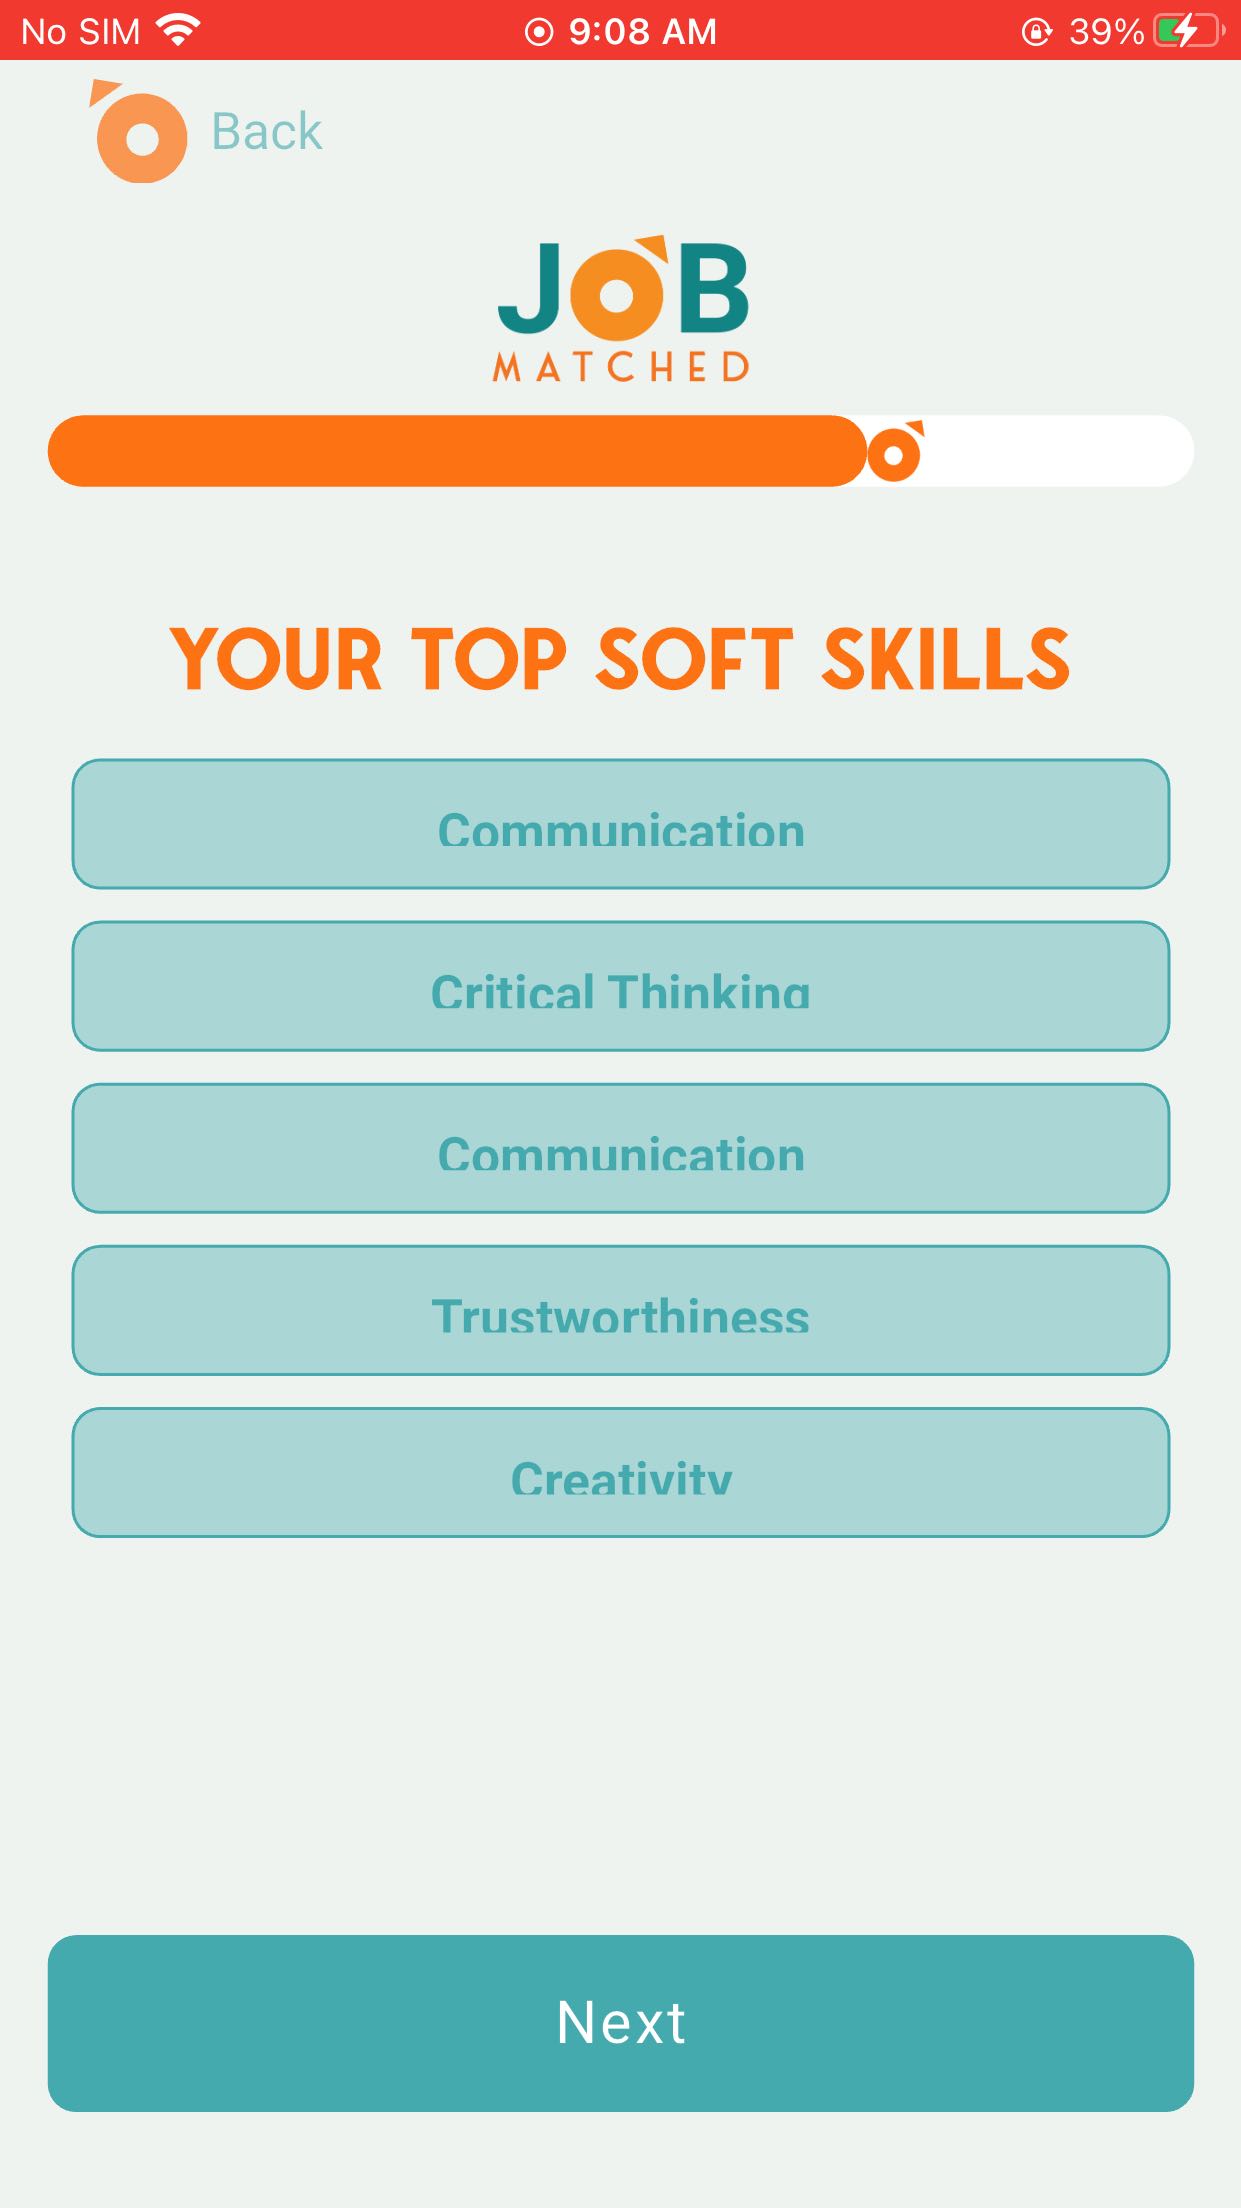 No SIM 9:08 AM 39%
Back
JOB
MATCHED
YOUR TOP SOFT SKILLS
Communication
Critical Thinking
Communication
Trustworthiness
Creativity
Next